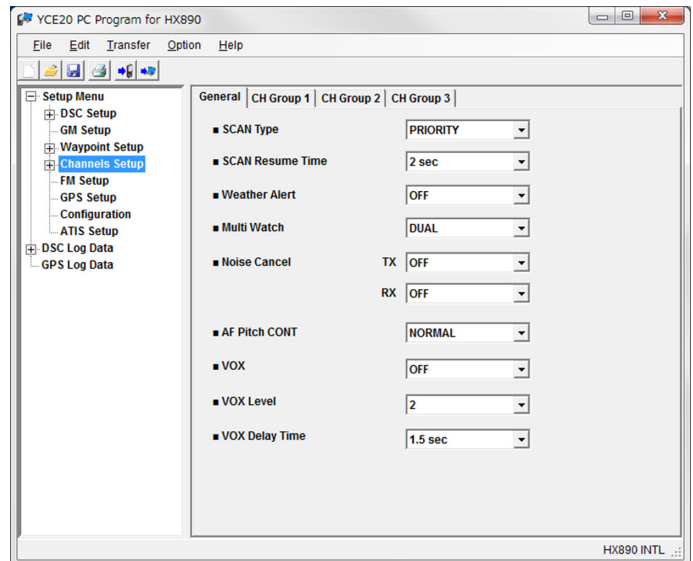 YCE20 PC Program for HX890
File Edit Transfer Option Help
Setup Menu
DSC Setup
GM Setup
Waypoint Setup
Channels Setup
FM Setup
GPS Setup
Configuration
ATIS Setup
DSC Log Data
GPS Log Data
General CH Group 1 CH Group 2 CH Group 3
SCAN Type PRIORITY
SCAN Resume Time 2 sec
Weather Alert OFF
Multi Watch DUAL
Noise Cancel TX OFF
RX OFF
AF Pitch CONT NORMAL
VOX OFF
VOX Level 2
VOX Delay Time 1.5 sec
HX890 INTL